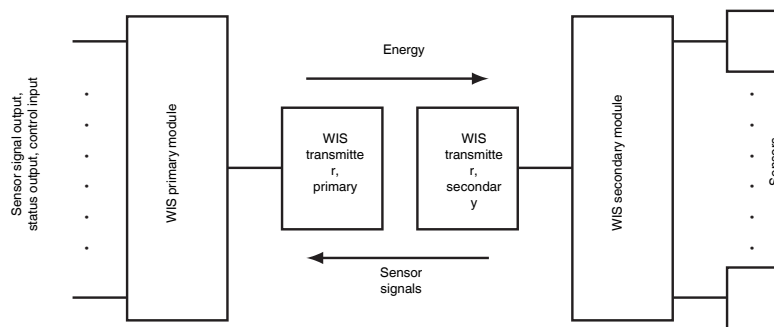 Sensor signal output,
status output, control input
WIS primary module
Energy
WIS
transmitte
r,
primary
WIS
transmitte
r,
secondar
y
Sensor
signals
WIS secondary module
Sensors